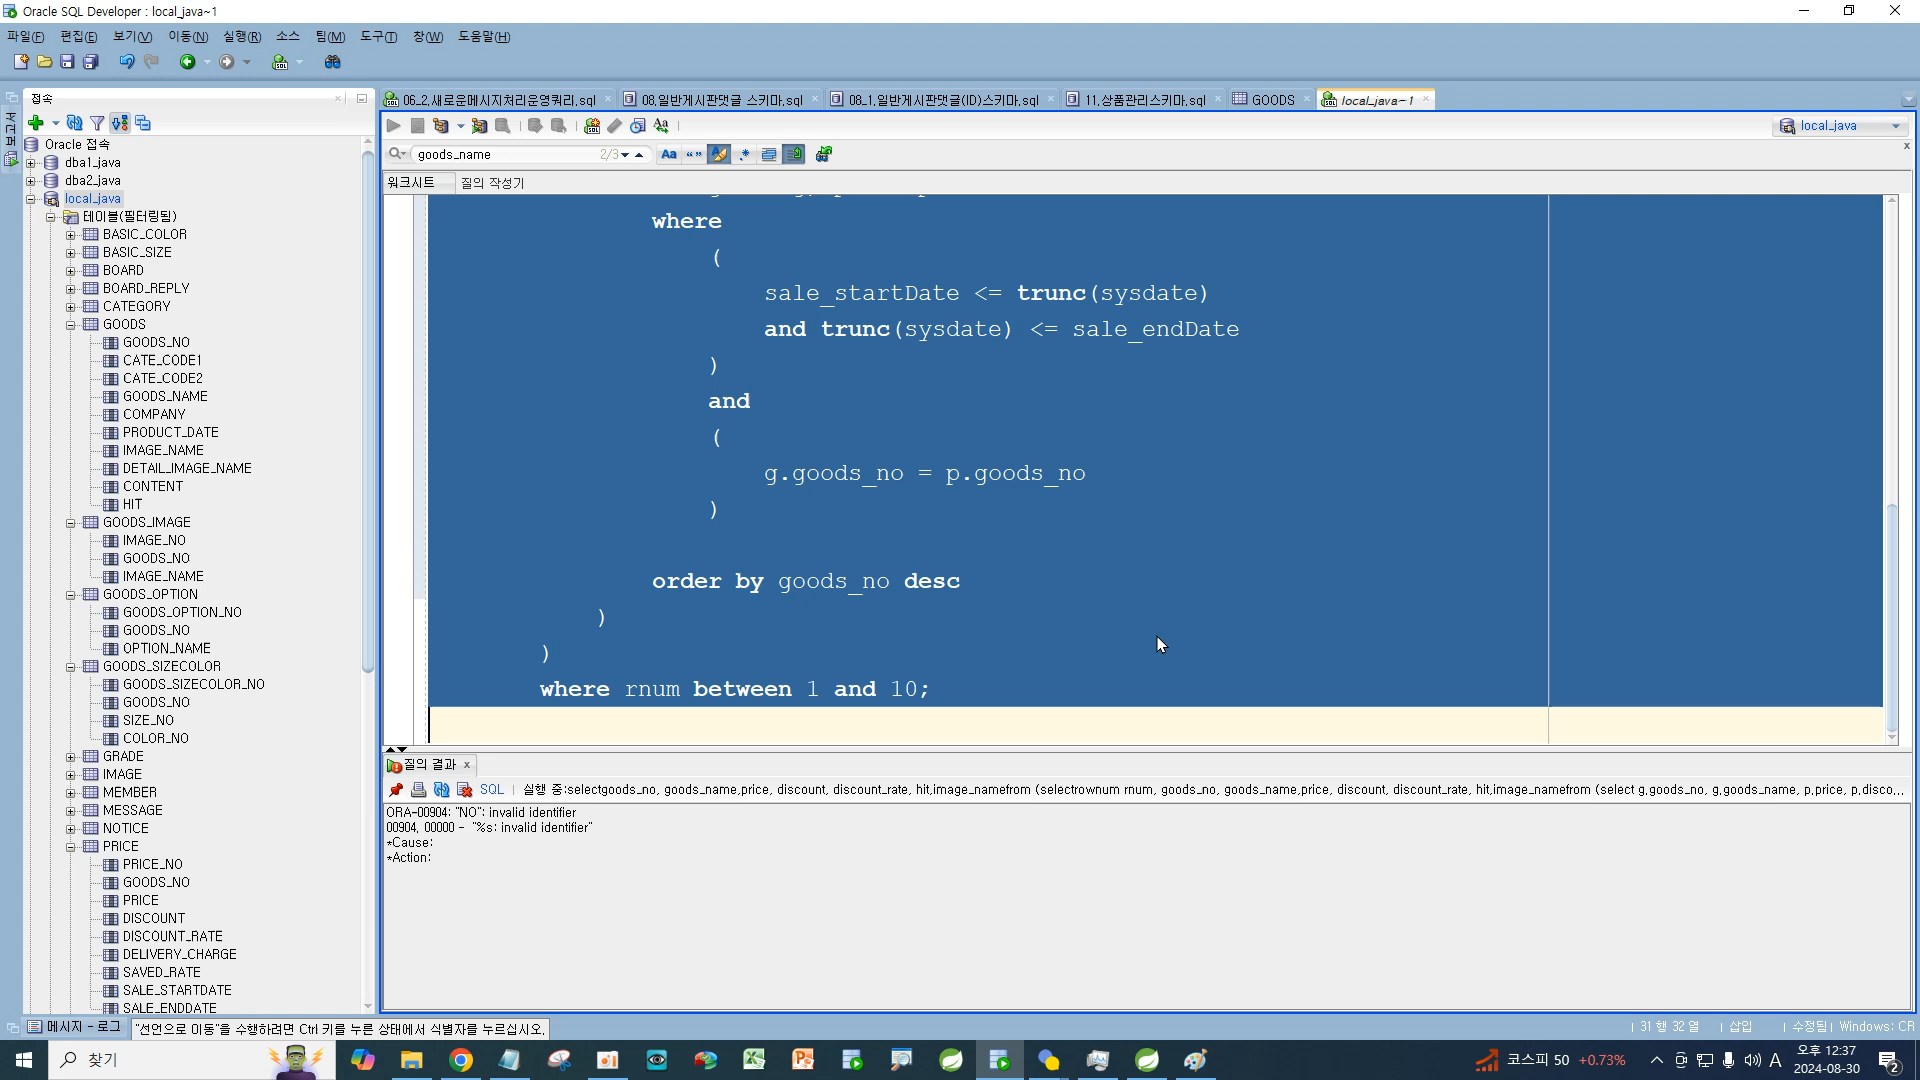 Oracle SQL Developer : local_java~1
파일(F) 편집(E) 보기(V) 이동(N) 실행(R) 소스 팀(M) 도구(T) 창(W) 도움말(H)
접속
06_2.새로운메시지처리운영쿼리.sql 08.일반게시판댓글 스키마.sql 08_1.일반게시판댓글(ID)스키마.sql 11.상품관리스키마.sql GOODS local_java~1
local_java
goods_name 2/3
워크시트 질의 작성기
Oracle 접속
dba1_java
dba2_java
local_java
테이블(필터링됨)
BASIC_COLOR
BASIC_SIZE
BOARD
BOARD_REPLY
CATEGORY
GOODS
GOODS_NO
CATE_CODE1
CATE_CODE2
GOODS_NAME
COMPANY
PRODUCT_DATE
IMAGE_NAME
DETAIL_IMAGE_NAME
CONTENT
HIT
GOODS_IMAGE
IMAGE_NO
GOODS_NO
IMAGE_NAME
GOODS_OPTION
GOODS_OPTION_NO
GOODS_NO
OPTION_NAME
GOODS_SIZECOLOR
GOODS_SIZECOLOR_NO
GOODS_NO
SIZE_NO
COLOR_NO
GRADE
IMAGE
MEMBER
MESSAGE
NOTICE
PRICE
PRICE_NO
GOODS_NO
PRICE
DISCOUNT
DISCOUNT_RATE
DELIVERY_CHARGE
SAVED_RATE
SALE_STARTDATE
SALE_ENDDATE
where
(
sale_startDate <= trunc(sysdate)
and trunc(sysdate) <= sale_endDate
)
and
(
g.goods_no = p.goods_no
)
order by goods_no desc
)
)
where rnum between 1 and 10;
질의 결과
SQL 실행 중:selectgoods_no, goods_name,price, discount, discount_rate, hit,image_namefrom (selectrownum rnum, goods_no, goods_name,price, discount, discount_rate, hit,image_namefrom (select g.goods_no, g.goods_name, p.price, p.disco...
ORA-00904: "NO": invalid identifier
00904. 00000 - "%s: invalid identifier"
*Cause:
*Action:
메시지 - 로그 "선언으로 이동"을 수행하려면 Ctrl 키를 누른 상태에서 식별자를 누르십시오.
31 행 32 열 삽입 수정됨 Windows: CR
찾기
코스피 50 +0.73%
A
오후 12:37
2024-08-30
2